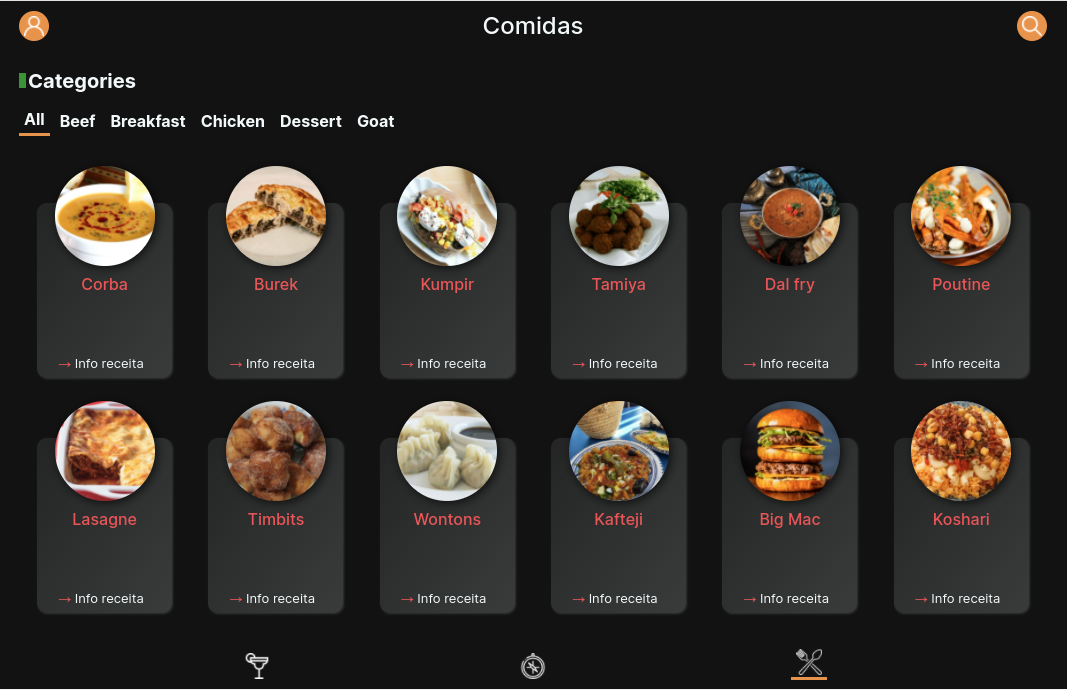 Comidas
Categories
All Beef Breakfast Chicken Dessert Goat
Corba Burek Kumpir Tamiya Dal fry Poutine
→ Info receita → Info receita → Info receita → Info receita → Info receita → Info receita
Lasagne Timbits Wontons Kafteji Big Mac Koshari
→ Info receita → Info receita → Info receita → Info receita → Info receita → Info receita